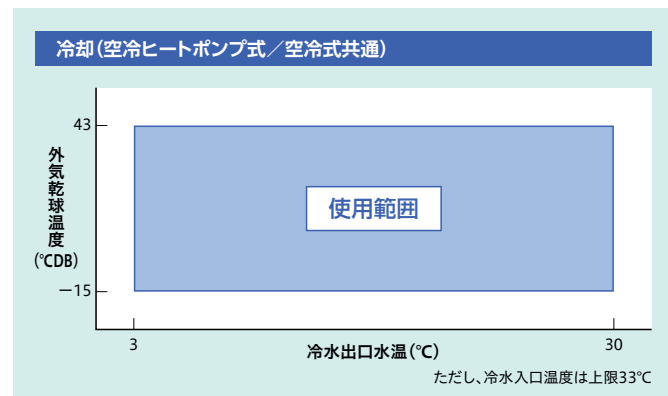 冷却（空冷ヒートポンプ式／空冷式共通）
43
外気乾球温度
（℃DB）
使用範囲
−15
3
冷水出口水温（℃）
30
ただし、冷水入口温度は上限33℃